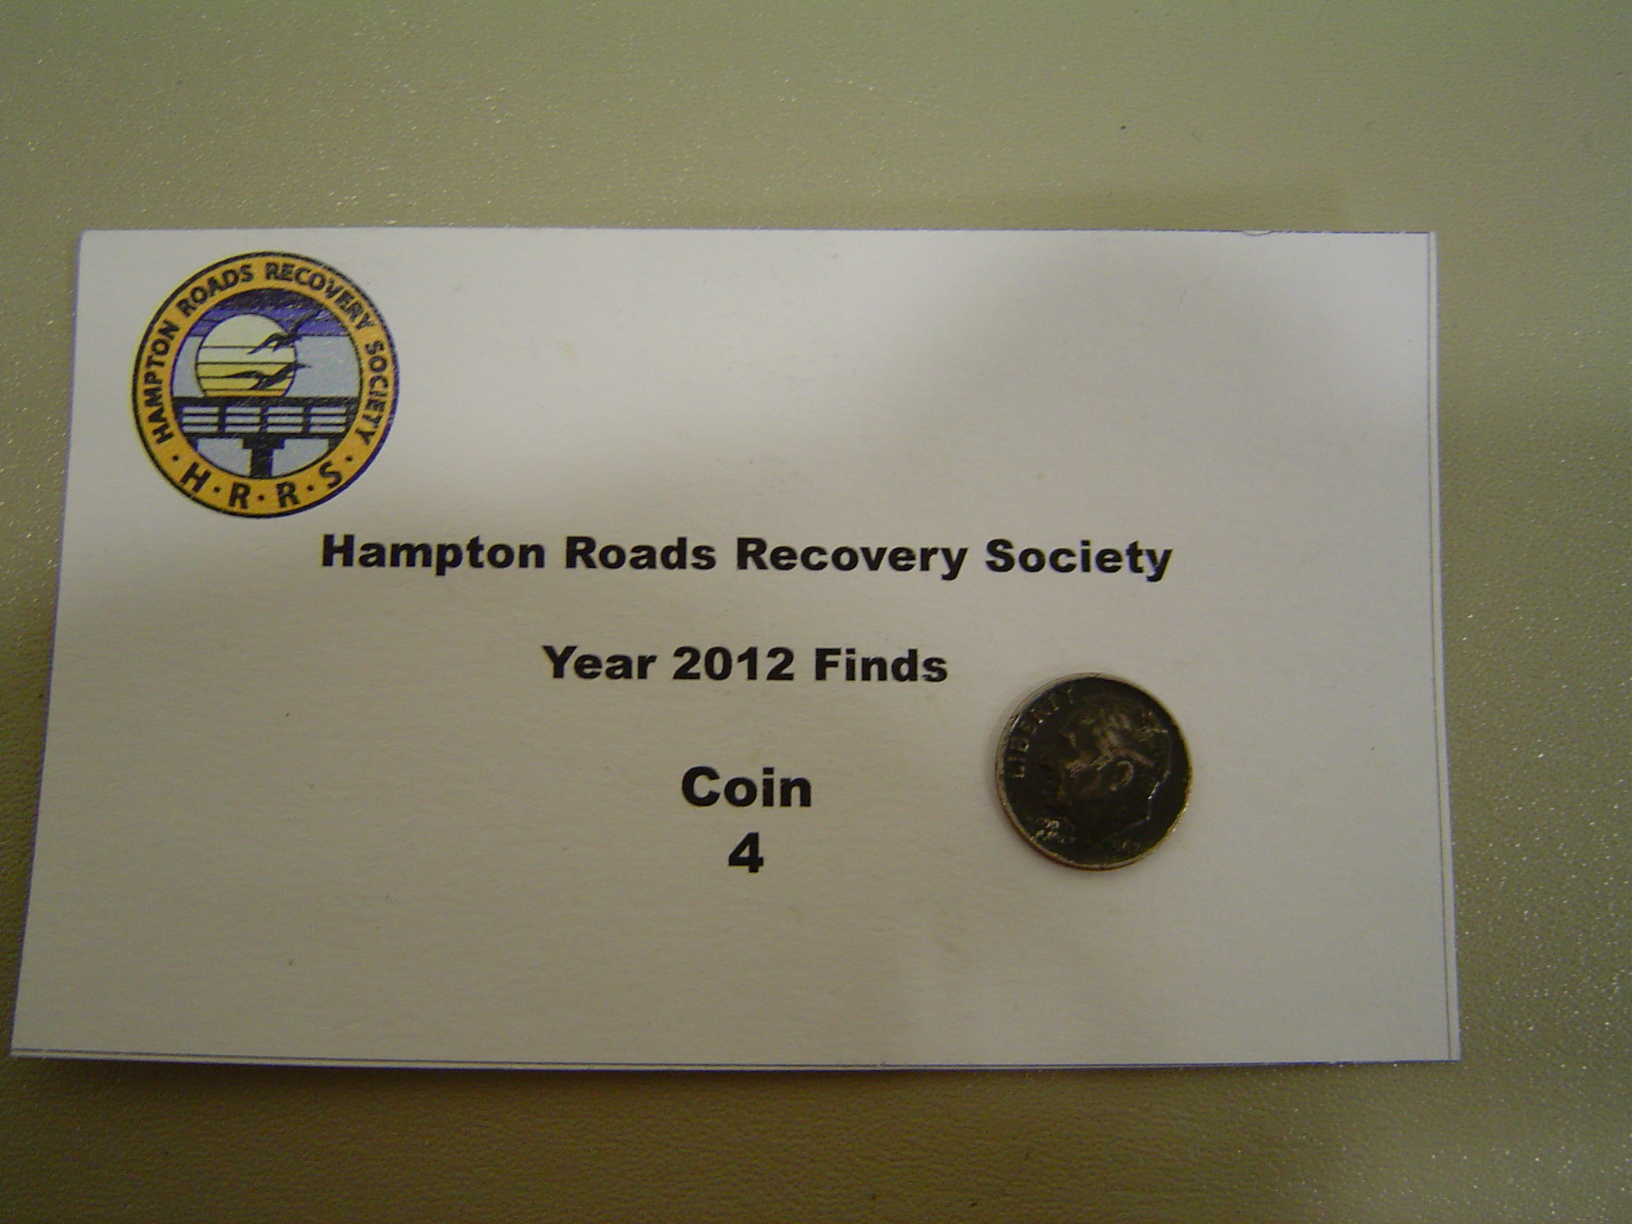 HAMPTON ROADS RECOVERY SOCIETY
· H · R · R · S ·
Hampton Roads Recovery Society
Year 2012 Finds
Coin
4
LIBERTY